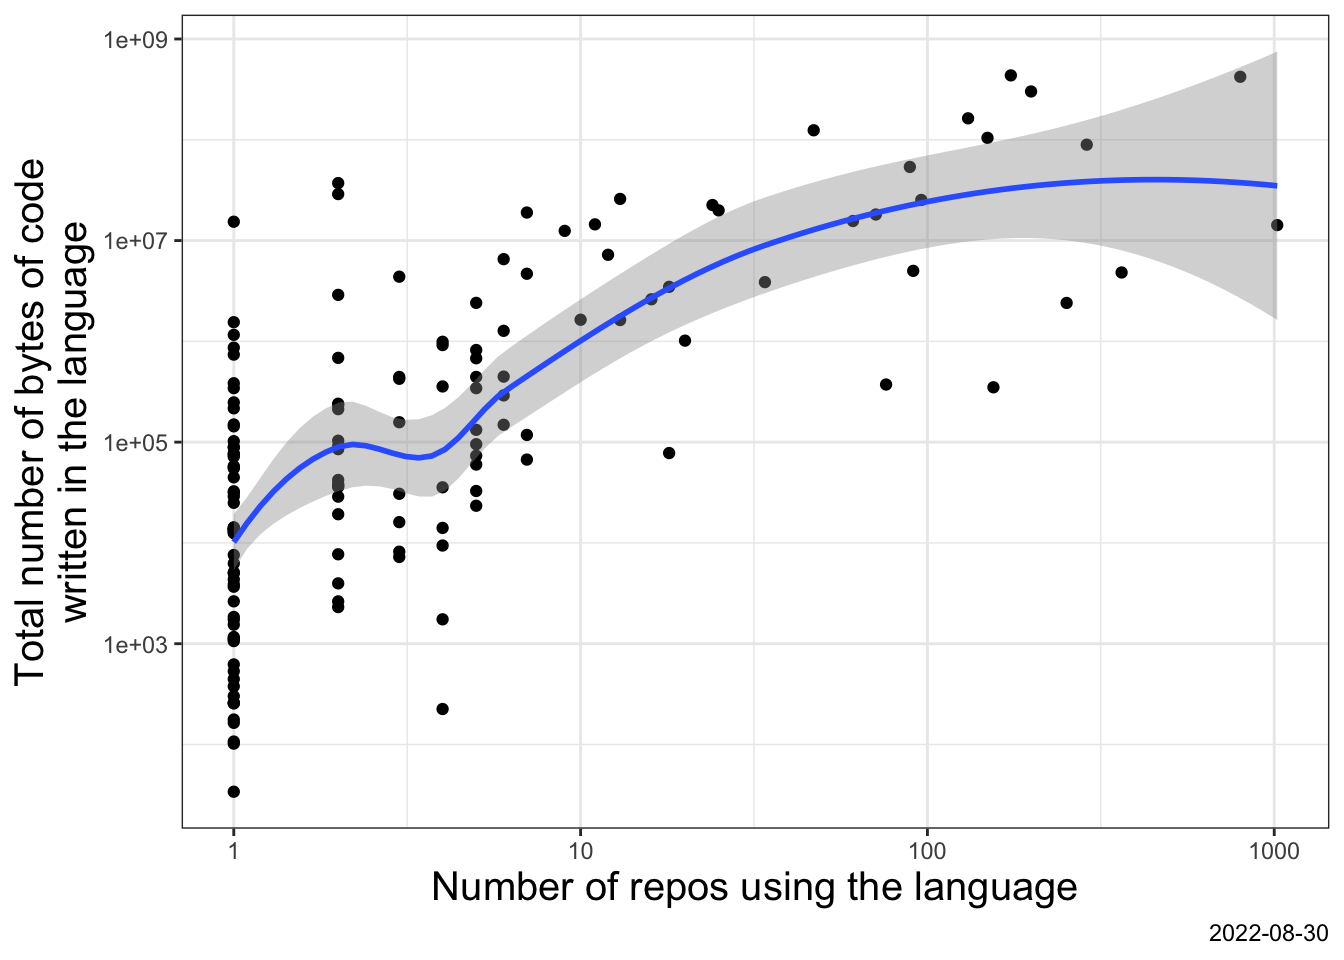 Total number of bytes of code
written in the language
1e+09
1e+07
1e+05
1e+03
1 10 100 1000
Number of repos using the language
2022-08-30